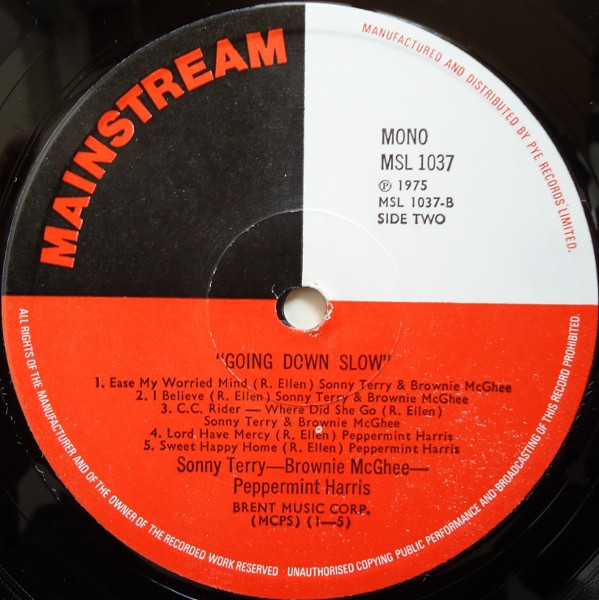 MAINSTREAM
MANUFACTURED AND DISTRIBUTED BY PYE RECORDS LIMITED.
MONO
MSL 1037
Ⓟ 1975
MSL 1037-B
SIDE TWO
"GOING DOWN SLOW"
1. Ease My Worried Mind (R. Ellen) Sonny Terry & Brownie McGhee
2. I Believe (R. Ellen) Sonny Terry & Brownie McGhee
3. C.C. Rider — Where Did She Go (R. Ellen)
Sonny Terry & Brownie McGhee
4. Lord Have Mercy (R. Ellen) Peppermint Harris
5. Sweet Happy Home (R. Ellen) Peppermint Harris
Sonny Terry—Brownie McGhee—
Peppermint Harris
BRENT MUSIC CORP.
(MCPS) (1—5)
ALL RIGHTS OF THE MANUFACTURER AND OF THE OWNER OF THE RECORDED WORK RESERVED · UNAUTHORISED COPYING PUBLIC PERFORMANCE AND BROADCASTING OF THIS RECORD PROHIBITED.